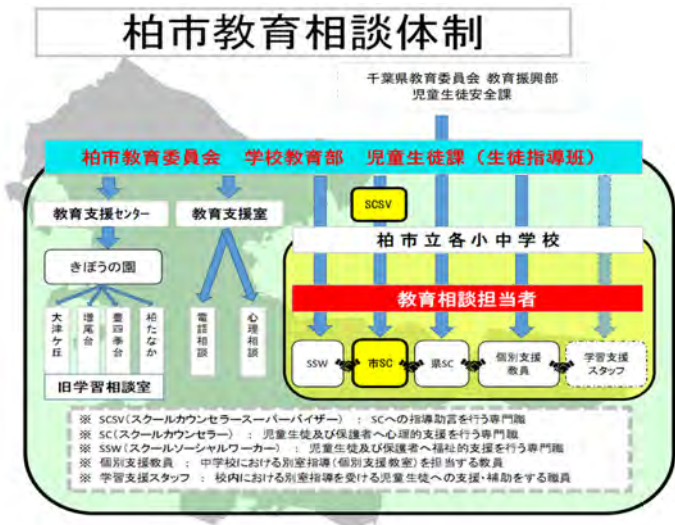 柏市教育相談体制
千葉県教育委員会 教育振興部
児童生徒安全課
柏市教育委員会 学校教育部 児童生徒課(生徒指導班)
教育支援センター
教育支援室
SCSV
柏市立各小中学校
きぼうの園
教育相談担当者
大津ケ丘
増尾台
豊四季台
柏たなか
電話相談
心理相談
旧学習相談室
SSW
市SC
県SC
個別支援
教員
学習支援
スタッフ
※ SCSV(スクールカウンセラースーパーバイザー) : SCへの指導助言を行う専門職
※ SC(スクールカウンセラー) : 児童生徒及び保護者へ心理的支援を行う専門職
※ SSW(スクールソーシャルワーカー) : 児童生徒及び保護者へ福祉的支援を行う専門職
※ 個別支援教員 : 中学校における別室指導(個別支援教室)を担当する教員
※ 学習支援スタッフ : 校内における別室指導を受ける児童生徒への支援・補助をする職員